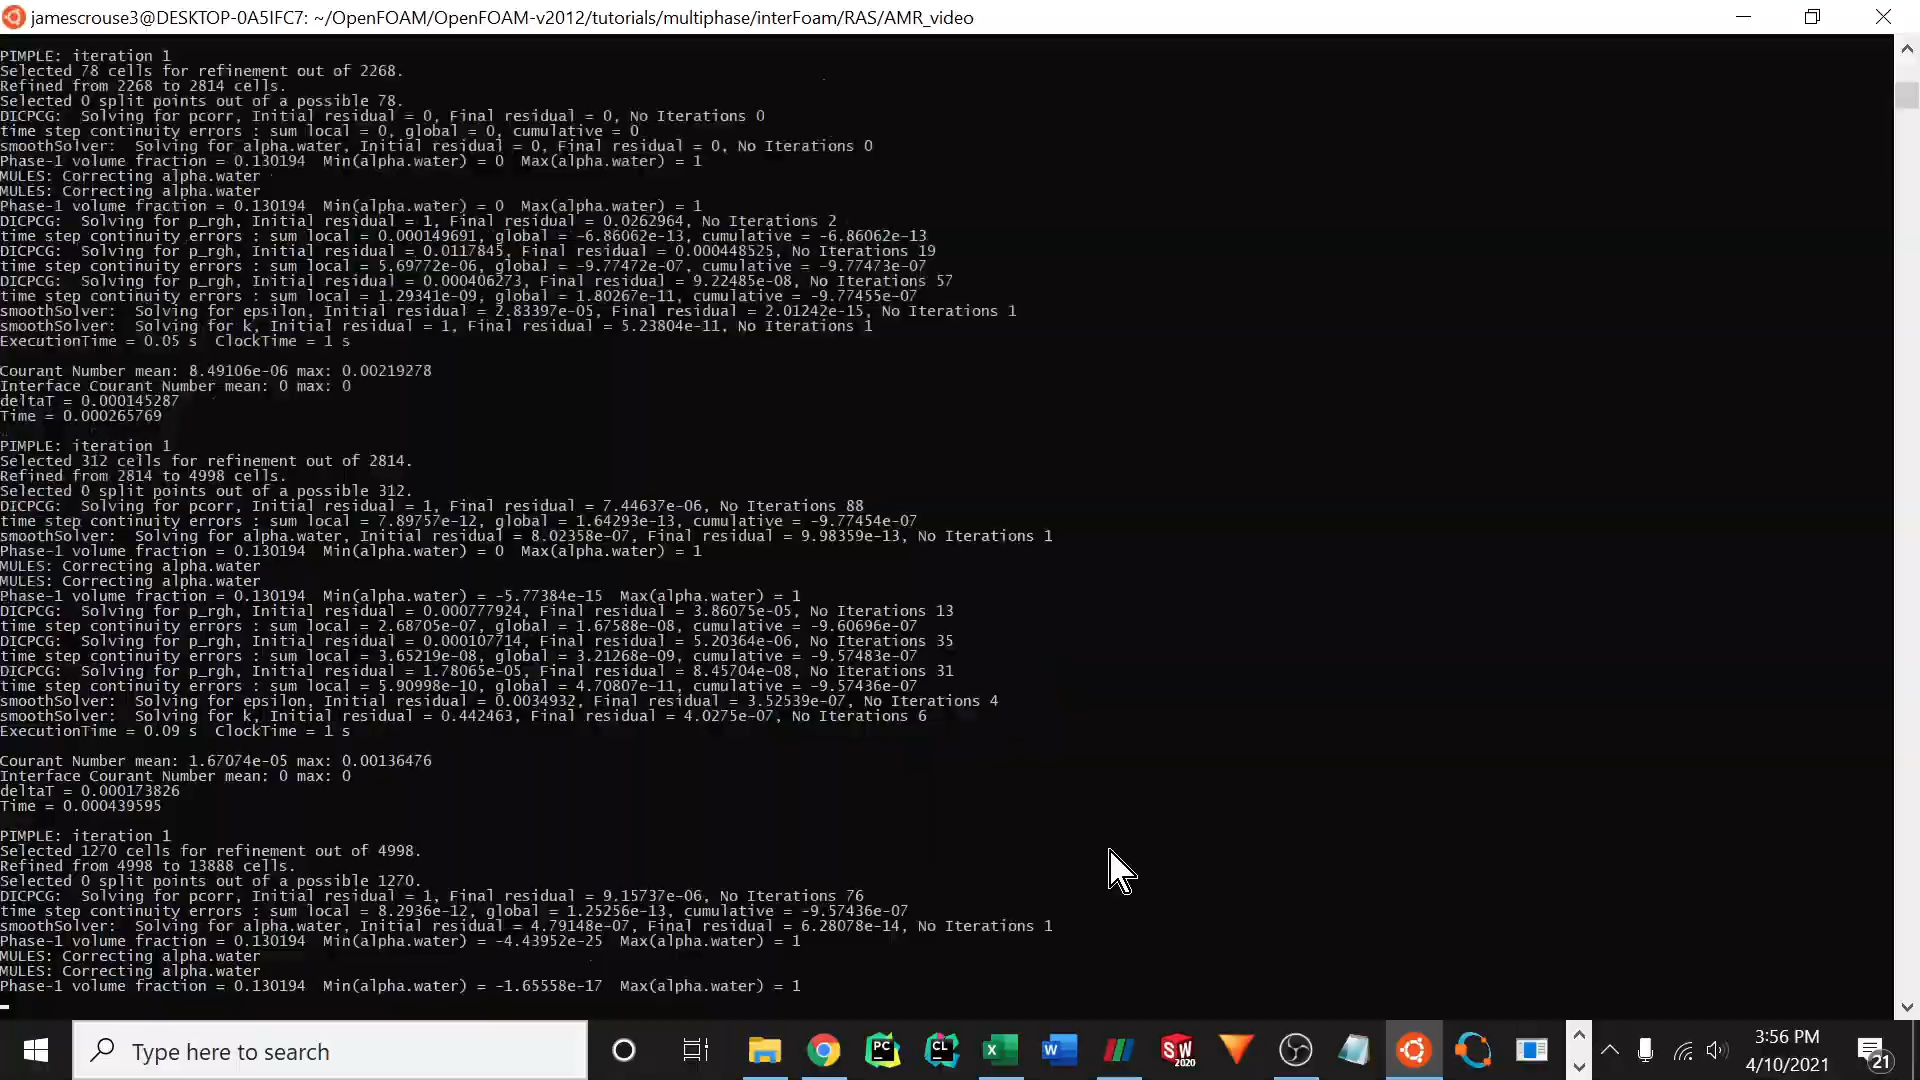 jamescrouse3@DESKTOP-0A5IFC7: ~/OpenFOAM/OpenFOAM-v2012/tutorials/multiphase/interFoam/RAS/AMR_video
PIMPLE: iteration 1
Selected 78 cells for refinement out of 2268.
Refined from 2268 to 2814 cells.
Selected 0 split points out of a possible 78.
DICPCG:  Solving for pcorr, Initial residual = 0, Final residual = 0, No Iterations 0
time step continuity errors : sum local = 0, global = 0, cumulative = 0
smoothSolver:  Solving for alpha.water, Initial residual = 0, Final residual = 0, No Iterations 0
Phase-1 volume fraction = 0.130194  Min(alpha.water) = 0  Max(alpha.water) = 1
MULES: Correcting alpha.water
MULES: Correcting alpha.water
Phase-1 volume fraction = 0.130194  Min(alpha.water) = 0  Max(alpha.water) = 1
DICPCG:  Solving for p_rgh, Initial residual = 1, Final residual = 0.0262964, No Iterations 2
time step continuity errors : sum local = 0.000149691, global = -6.86062e-13, cumulative = -6.86062e-13
DICPCG:  Solving for p_rgh, Initial residual = 0.0117845, Final residual = 0.000448525, No Iterations 19
time step continuity errors : sum local = 5.69772e-06, global = -9.77472e-07, cumulative = -9.77473e-07
DICPCG:  Solving for p_rgh, Initial residual = 0.000406273, Final residual = 9.22485e-08, No Iterations 57
time step continuity errors : sum local = 1.29341e-09, global = 1.80267e-11, cumulative = -9.77455e-07
smoothSolver:  Solving for epsilon, Initial residual = 2.83397e-05, Final residual = 2.01242e-15, No Iterations 1
smoothSolver:  Solving for k, Initial residual = 1, Final residual = 5.23804e-11, No Iterations 1
ExecutionTime = 0.05 s  ClockTime = 1 s
Courant Number mean: 8.49106e-06 max: 0.00219278
Interface Courant Number mean: 0 max: 0
deltaT = 0.000145287
Time = 0.000265769
PIMPLE: iteration 1
Selected 312 cells for refinement out of 2814.
Refined from 2814 to 4998 cells.
Selected 0 split points out of a possible 312.
DICPCG:  Solving for pcorr, Initial residual = 1, Final residual = 7.44637e-06, No Iterations 88
time step continuity errors : sum local = 7.89757e-12, global = 1.64293e-13, cumulative = -9.77454e-07
smoothSolver:  Solving for alpha.water, Initial residual = 8.02358e-07, Final residual = 9.98359e-13, No Iterations 1
Phase-1 volume fraction = 0.130194  Min(alpha.water) = 0  Max(alpha.water) = 1
MULES: Correcting alpha.water
MULES: Correcting alpha.water
Phase-1 volume fraction = 0.130194  Min(alpha.water) = -5.77384e-15  Max(alpha.water) = 1
DICPCG:  Solving for p_rgh, Initial residual = 0.000777924, Final residual = 3.86075e-05, No Iterations 13
time step continuity errors : sum local = 2.68705e-07, global = 1.67588e-08, cumulative = -9.60696e-07
DICPCG:  Solving for p_rgh, Initial residual = 0.000107714, Final residual = 5.20364e-06, No Iterations 35
time step continuity errors : sum local = 3.65219e-08, global = 3.21268e-09, cumulative = -9.57483e-07
DICPCG:  Solving for p_rgh, Initial residual = 1.78065e-05, Final residual = 8.45704e-08, No Iterations 31
time step continuity errors : sum local = 5.90998e-10, global = 4.70807e-11, cumulative = -9.57436e-07
smoothSolver:  Solving for epsilon, Initial residual = 0.0034932, Final residual = 3.52539e-07, No Iterations 4
smoothSolver:  Solving for k, Initial residual = 0.442463, Final residual = 4.0275e-07, No Iterations 6
ExecutionTime = 0.09 s  ClockTime = 1 s
Courant Number mean: 1.67074e-05 max: 0.00136476
Interface Courant Number mean: 0 max: 0
deltaT = 0.000173826
Time = 0.000439595
PIMPLE: iteration 1
Selected 1270 cells for refinement out of 4998.
Refined from 4998 to 13888 cells.
Selected 0 split points out of a possible 1270.
DICPCG:  Solving for pcorr, Initial residual = 1, Final residual = 9.15737e-06, No Iterations 76
time step continuity errors : sum local = 8.2936e-12, global = 1.25256e-13, cumulative = -9.57436e-07
smoothSolver:  Solving for alpha.water, Initial residual = 4.79148e-07, Final residual = 6.28078e-14, No Iterations 1
Phase-1 volume fraction = 0.130194  Min(alpha.water) = -4.43952e-25  Max(alpha.water) = 1
MULES: Correcting alpha.water
MULES: Correcting alpha.water
Phase-1 volume fraction = 0.130194  Min(alpha.water) = -1.65558e-17  Max(alpha.water) = 1
Type here to search
PC
CL
X
W
SW
2020
3:56 PM
4/10/2021
21